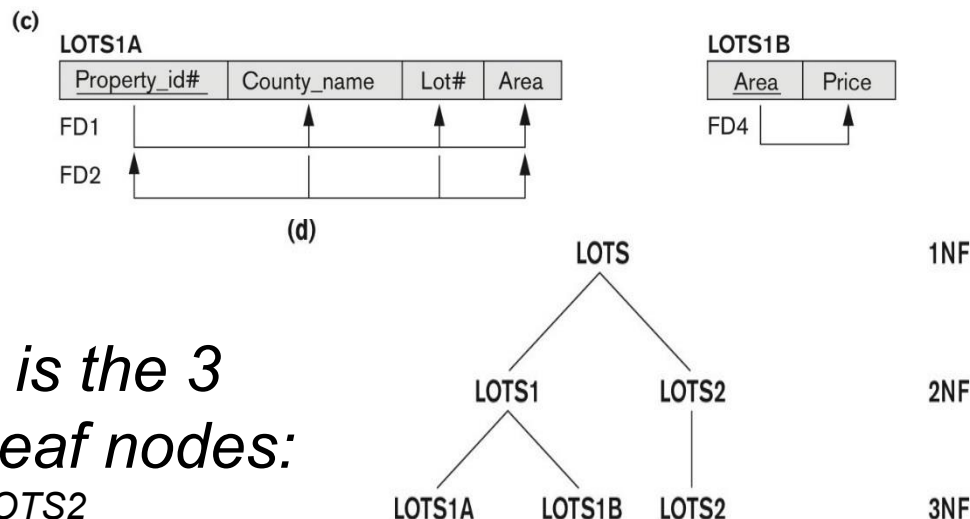 (c)
LOTS1A
Property_id# County_name Lot# Area
FD1
FD2
LOTS1B
Area Price
FD4
(d)
LOTS 1NF
is the 3
LOTS1 LOTS2 2NF
eaf nodes:
OTS2
LOTS1A LOTS1B LOTS2 3NF